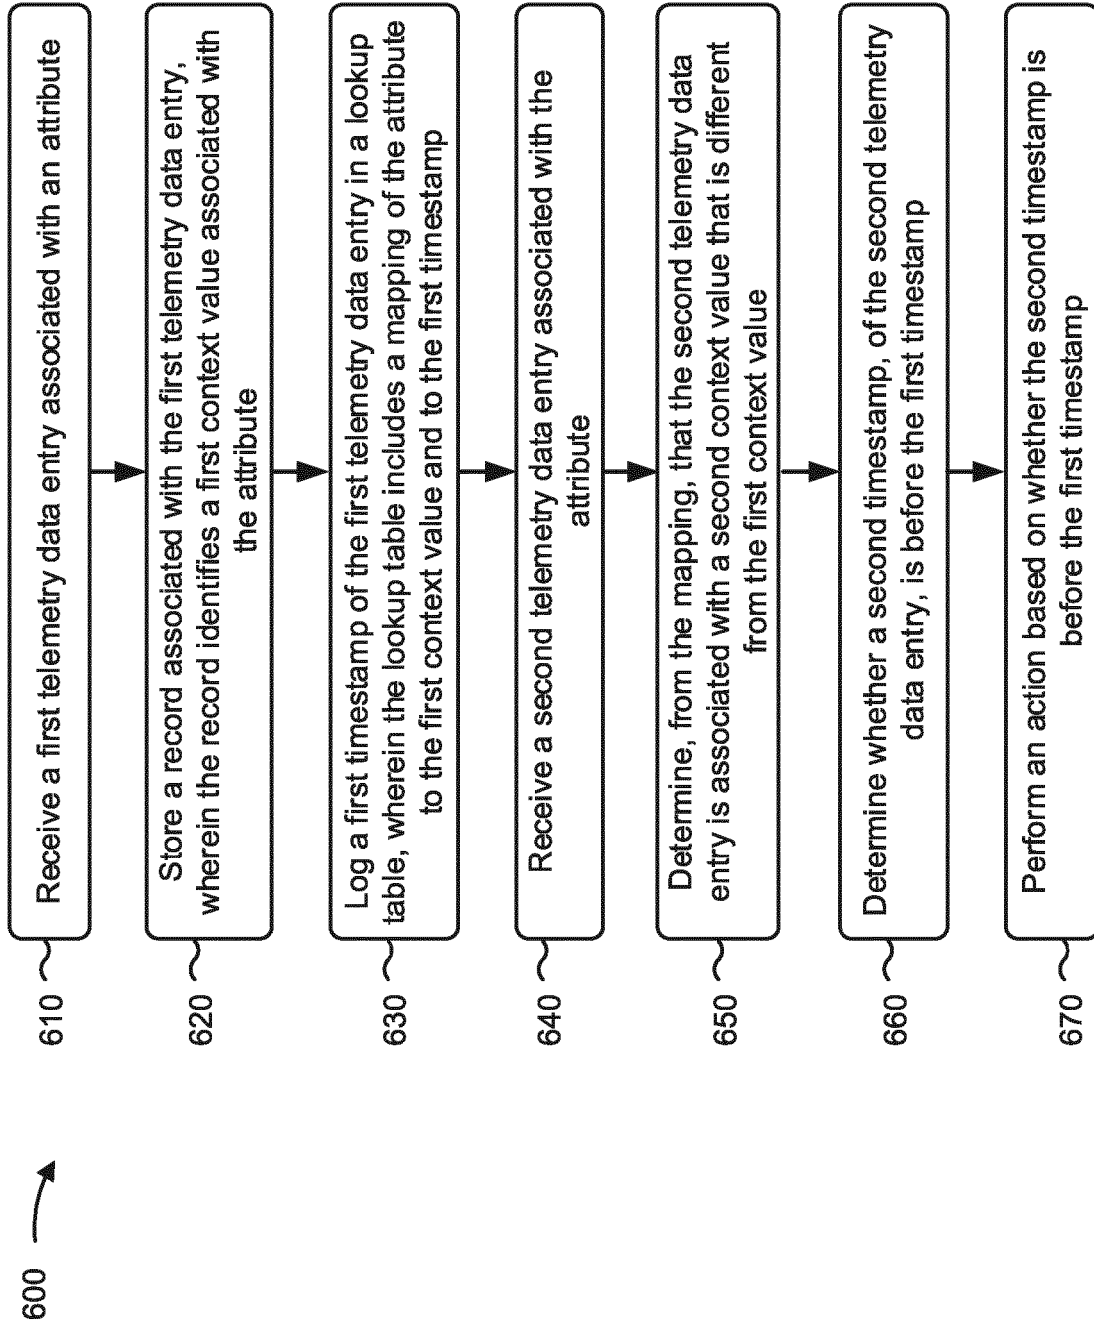 600
610
Receive a first telemetry data entry associated with an attribute
620
Store a record associated with the first telemetry data entry,
wherein the record identifies a first context value associated with
the attribute
630
Log a first timestamp of the first telemetry data entry in a lookup
table, wherein the lookup table includes a mapping of the attribute
to the first context value and to the first timestamp
640
Receive a second telemetry data entry associated with the
attribute
650
Determine, from the mapping, that the second telemetry data
entry is associated with a second context value that is different
from the first context value
660
Determine whether a second timestamp, of the second telemetry
data entry, is before the first timestamp
670
Perform an action based on whether the second timestamp is
before the first timestamp